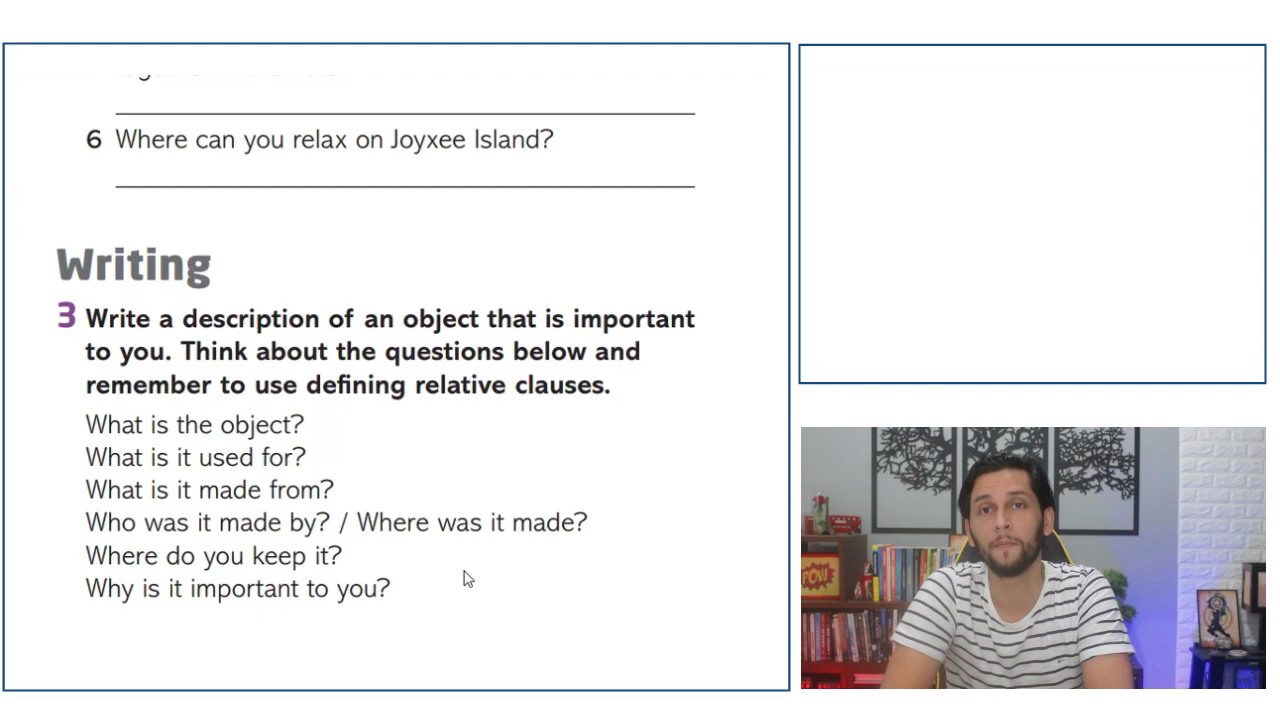 6 Where can you relax on Joyxee Island?
Writing
3 Write a description of an object that is important
to you. Think about the questions below and
remember to use defining relative clauses.
What is the object?
What is it used for?
What is it made from?
Who was it made by? / Where was it made?
Where do you keep it?
Why is it important to you?
POW